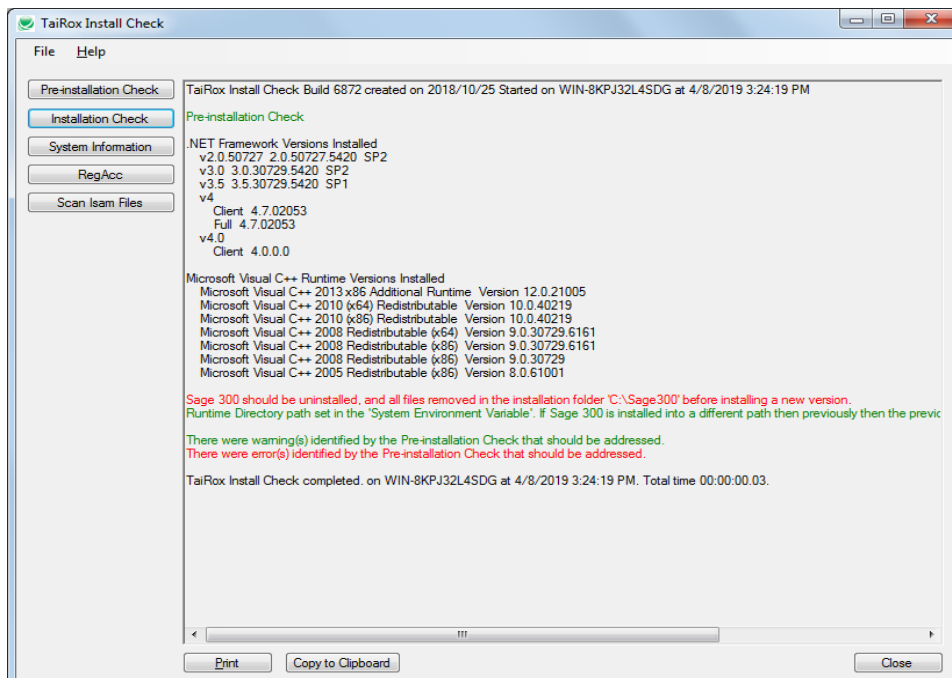 TaiRox Install Check
File Help
Pre-installation Check
Installation Check
System Information
RegAcc
Scan Isam Files
TaiRox Install Check Build 6872 created on 2018/10/25 Started on WIN-8KPJ32L4SDG at 4/8/2019 3:24:19 PM
Pre-installation Check
.NET Framework Versions Installed
v2.0.50727 2.0.50727.5420 SP2
v3.0 3.0.30729.5420 SP2
v3.5 3.5.30729.5420 SP1
v4
Client 4.7.02053
Full 4.7.02053
v4.0
Client 4.0.0.0
Microsoft Visual C++ Runtime Versions Installed
Microsoft Visual C++ 2013 x86 Additional Runtime Version 12.0.21005
Microsoft Visual C++ 2010 (x64) Redistributable Version 10.0.40219
Microsoft Visual C++ 2010 (x86) Redistributable Version 10.0.40219
Microsoft Visual C++ 2008 Redistributable (x64) Version 9.0.30729.6161
Microsoft Visual C++ 2008 Redistributable (x86) Version 9.0.30729.6161
Microsoft Visual C++ 2008 Redistributable (x86) Version 9.0.30729
Microsoft Visual C++ 2005 Redistributable (x86) Version 8.0.61001
Sage 300 should be uninstalled, and all files removed in the installation folder 'C:\Sage300' before installing a new version.
Runtime Directory path set in the 'System Environment Variable'. If Sage 300 is installed into a different path then previously then the previc
There were warning(s) identified by the Pre-installation Check that should be addressed.
There were error(s) identified by the Pre-installation Check that should be addressed.
TaiRox Install Check completed. on WIN-8KPJ32L4SDG at 4/8/2019 3:24:19 PM. Total time 00:00:00.03.
Print
Copy to Clipboard
Close